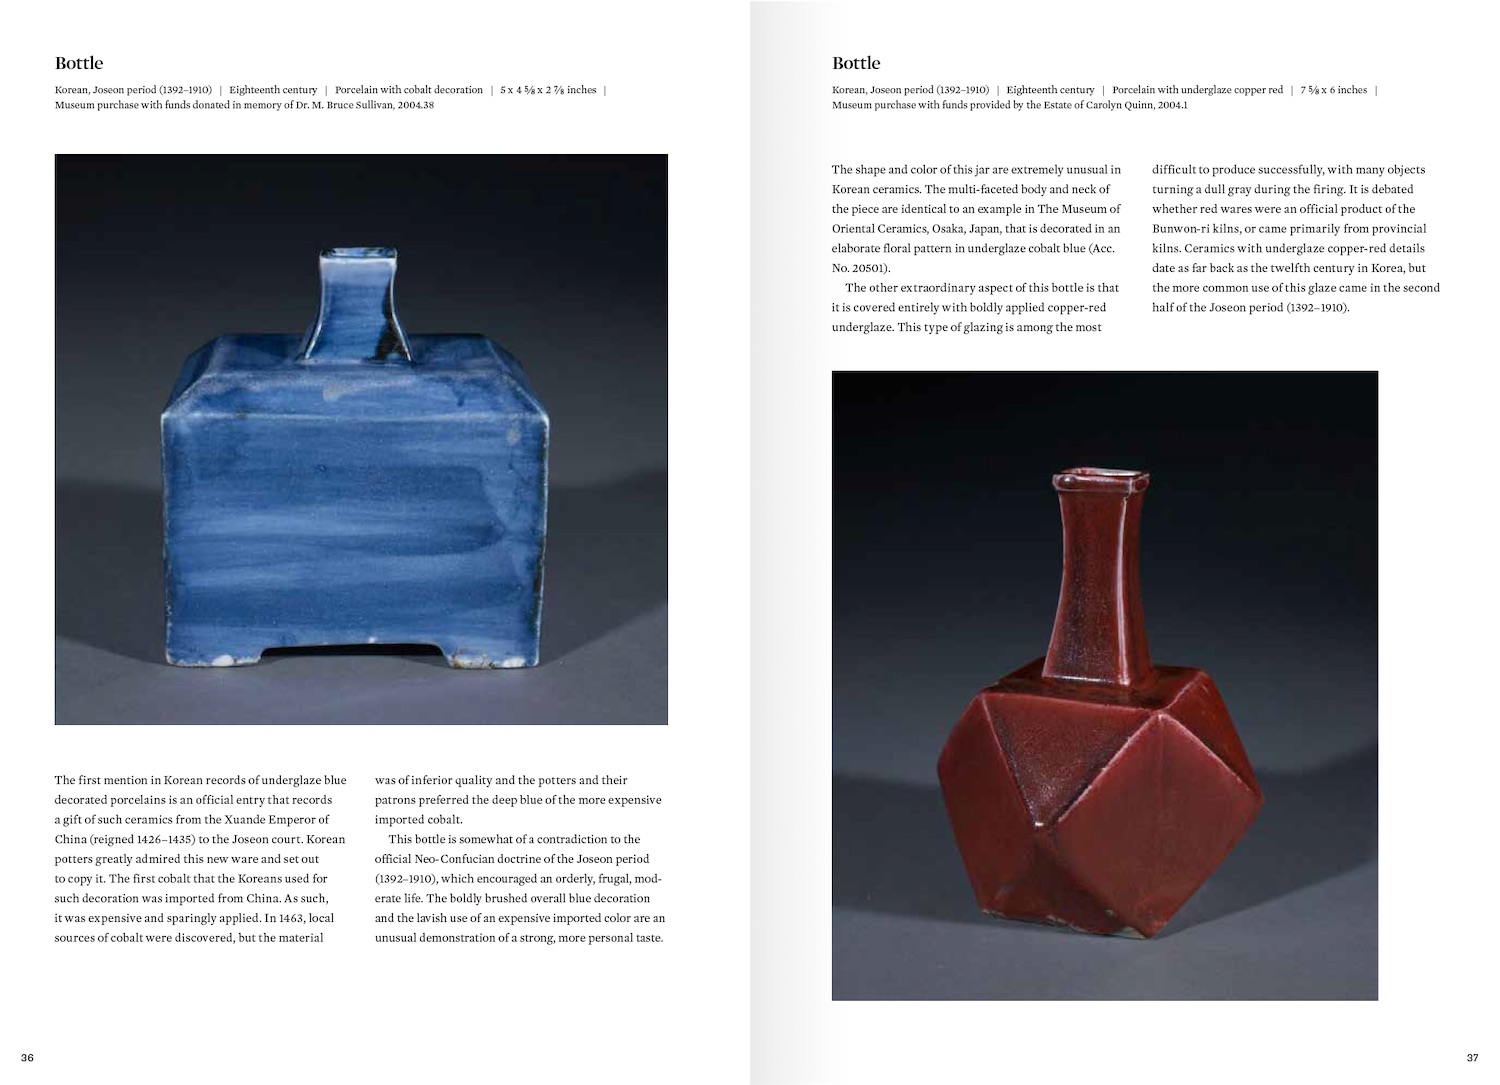 Bottle
Korean, Joseon period (1392–1910) | Eighteenth century | Porcelain with cobalt decoration | 5 x 4 ⅝ x 2 ⅞ inches |
Museum purchase with funds donated in memory of Dr. M. Bruce Sullivan, 2004.38
The first mention in Korean records of underglaze blue
decorated porcelains is an official entry that records
a gift of such ceramics from the Xuande Emperor of
China (reigned 1426–1435) to the Joseon court. Korean
potters greatly admired this new ware and set out
to copy it. The first cobalt that the Koreans used for
such decoration was imported from China. As such,
it was expensive and sparingly applied. In 1463, local
sources of cobalt were discovered, but the material
was of inferior quality and the potters and their
patrons preferred the deep blue of the more expensive
imported cobalt.
This bottle is somewhat of a contradiction to the
official Neo-Confucian doctrine of the Joseon period
(1392–1910), which encouraged an orderly, frugal, mod-
erate life. The boldly brushed overall blue decoration
and the lavish use of an expensive imported color are an
unusual demonstration of a strong, more personal taste.
36
Bottle
Korean, Joseon period (1392–1910) | Eighteenth century | Porcelain with underglaze copper red | 7 ⅝ x 6 inches |
Museum purchase with funds provided by the Estate of Carolyn Quinn, 2004.1
The shape and color of this jar are extremely unusual in
Korean ceramics. The multi-faceted body and neck of
the piece are identical to an example in The Museum of
Oriental Ceramics, Osaka, Japan, that is decorated in an
elaborate floral pattern in underglaze cobalt blue (Acc.
No. 20501).
The other extraordinary aspect of this bottle is that
it is covered entirely with boldly applied copper-red
underglaze. This type of glazing is among the most
difficult to produce successfully, with many objects
turning a dull gray during the firing. It is debated
whether red wares were an official product of the
Bunwon-ri kilns, or came primarily from provincial
kilns. Ceramics with underglaze copper-red details
date as far back as the twelfth century in Korea, but
the more common use of this glaze came in the second
half of the Joseon period (1392–1910).
37